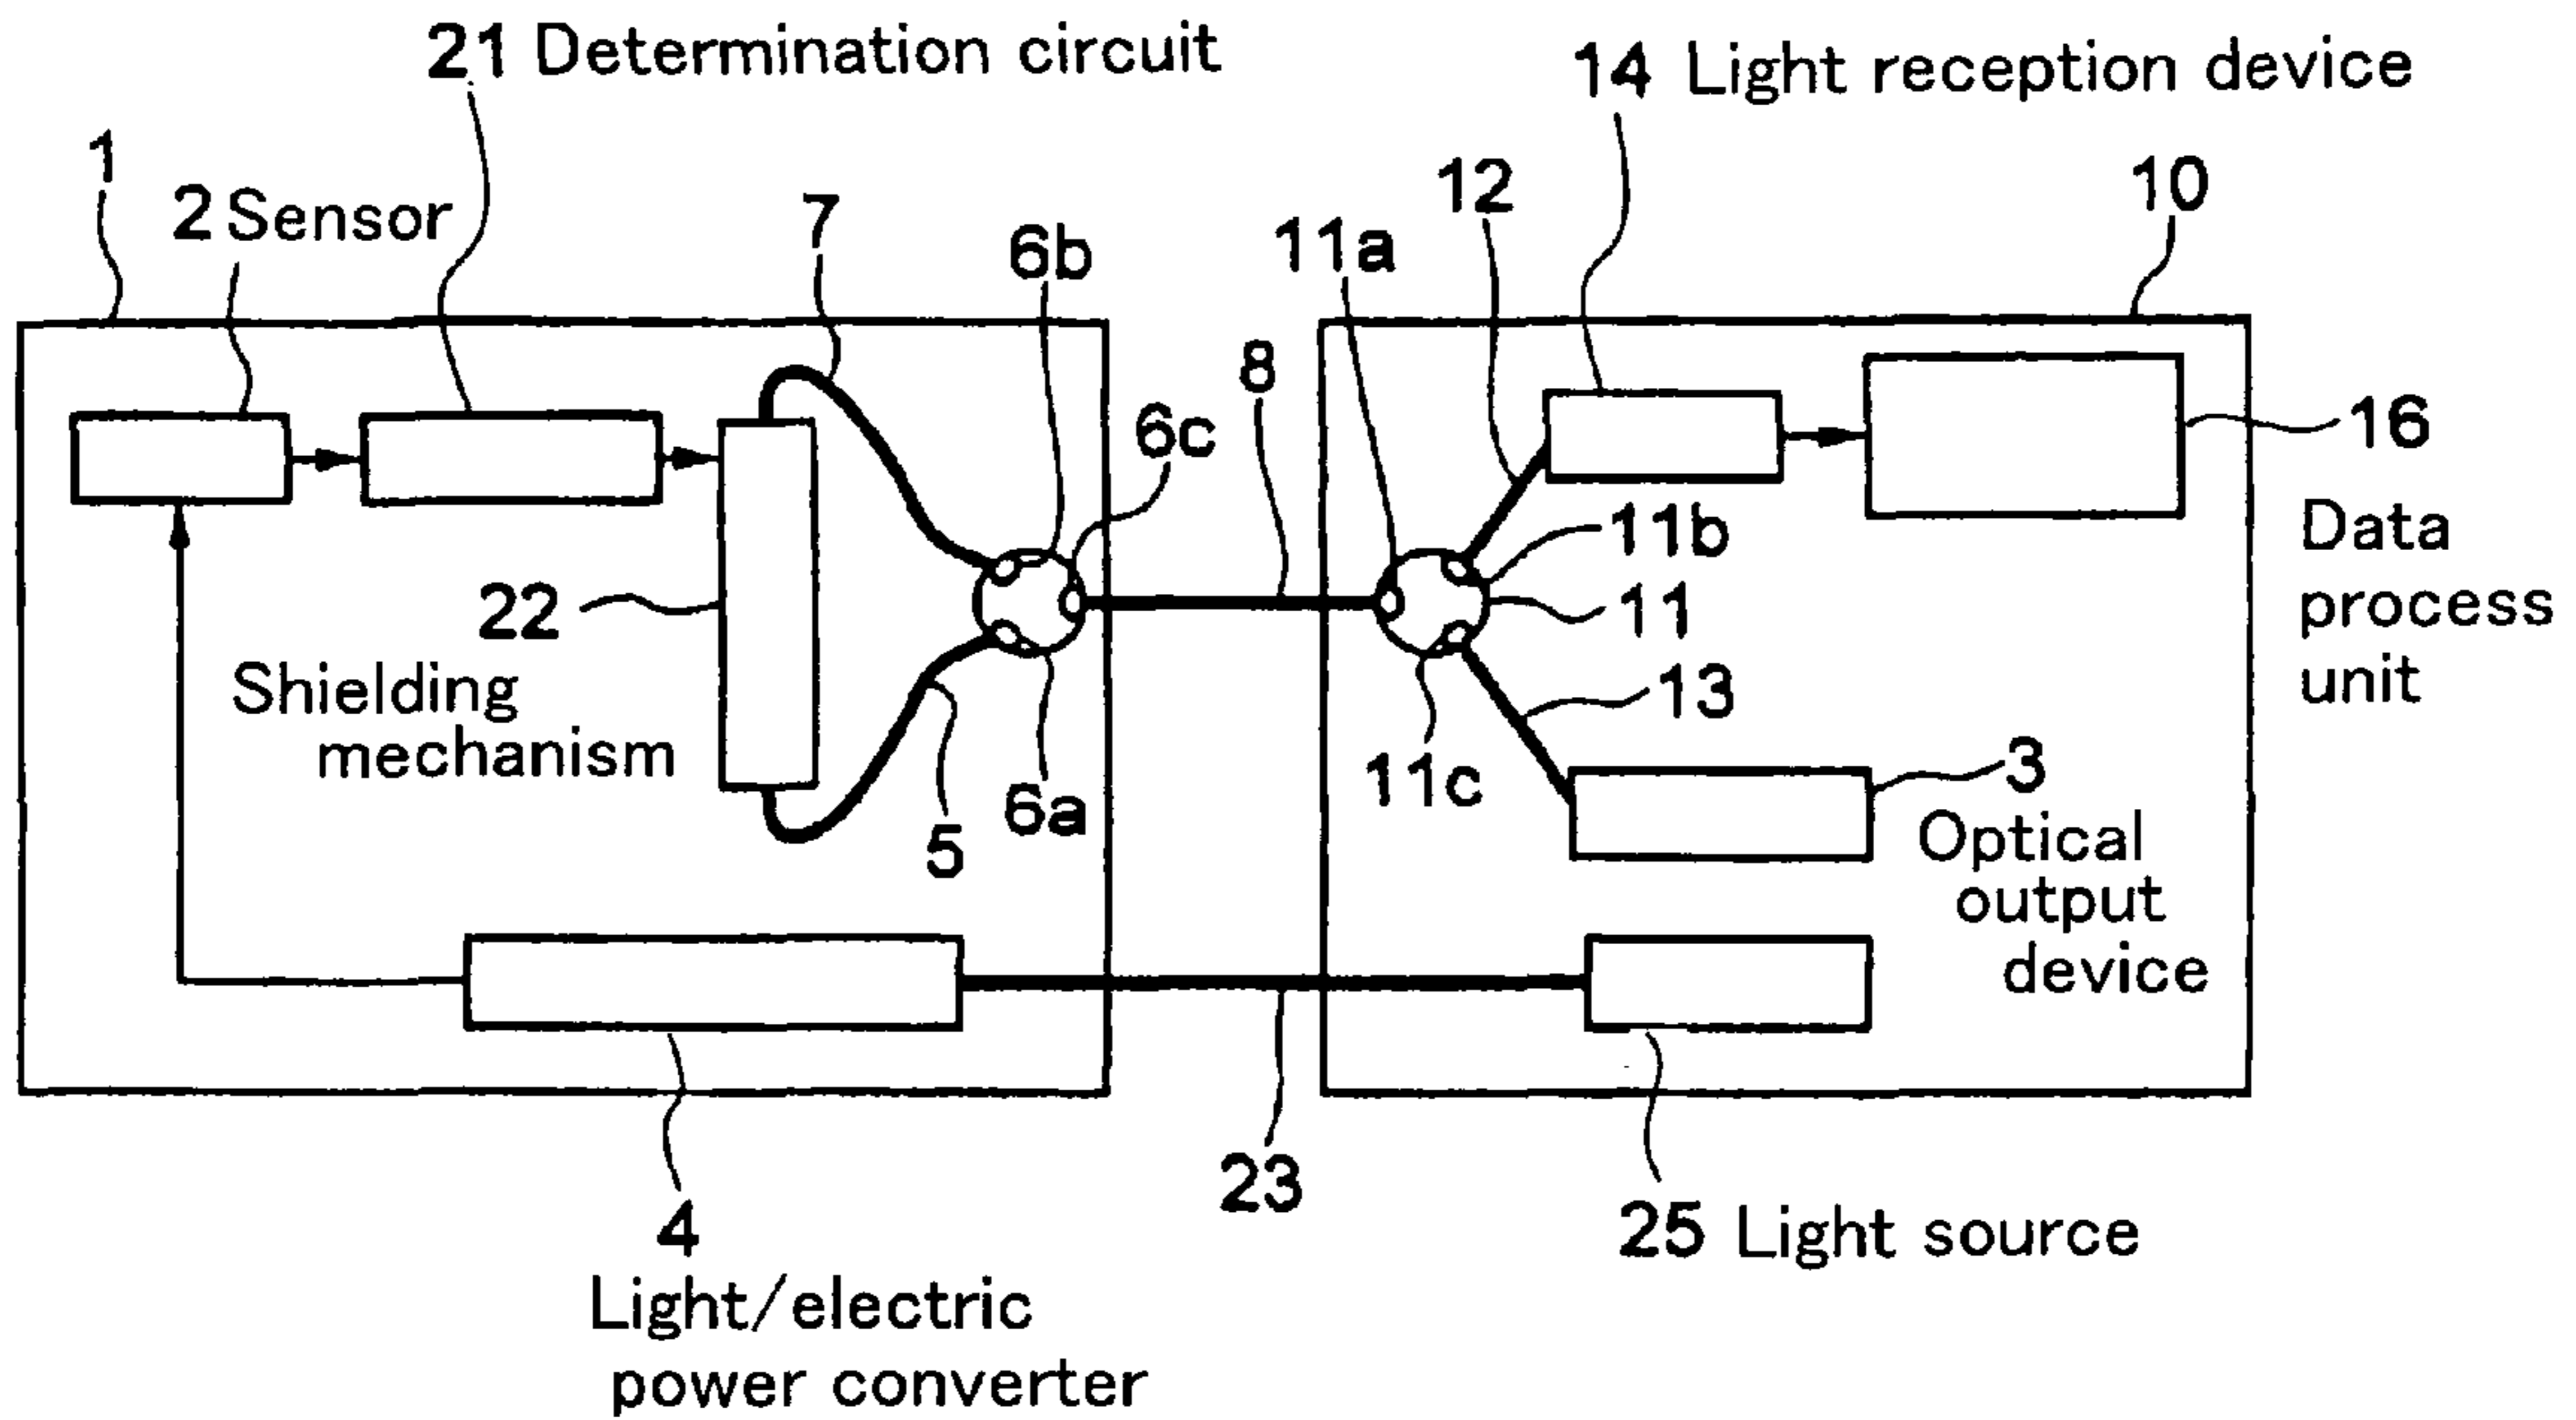 21 Determination circuit
14 Light reception device
1
2 Sensor
7
6b
11a
12
10
8
6c
16
11b
22
11
Data
process
unit
Shielding
mechanism
13
3
11c
6a
5
Optical
output
device
23
4
25 Light source
Light/electric
power converter